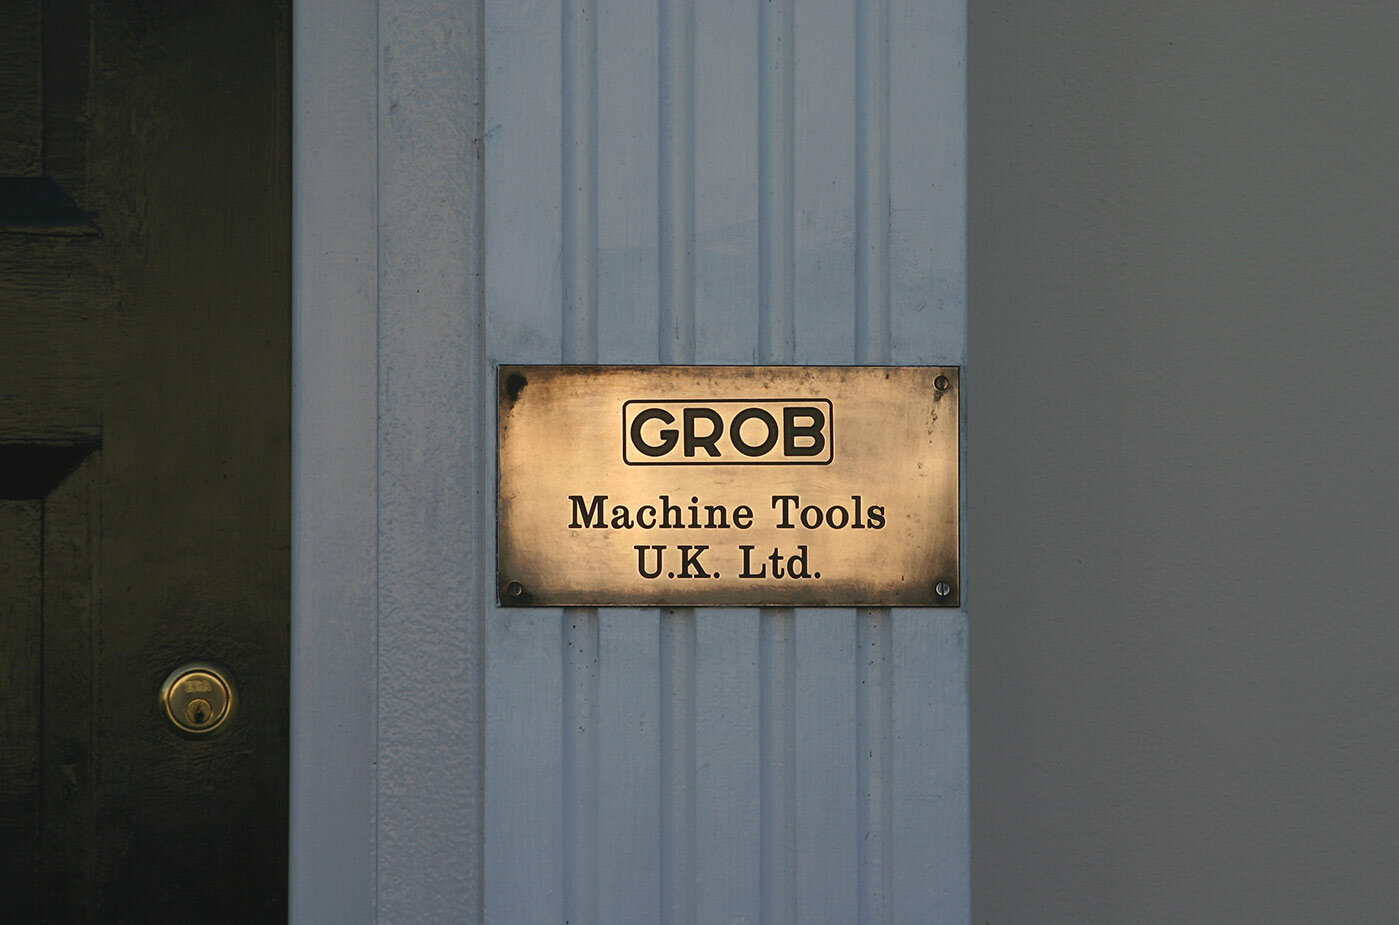 GROB
Machine Tools
U.K. Ltd.